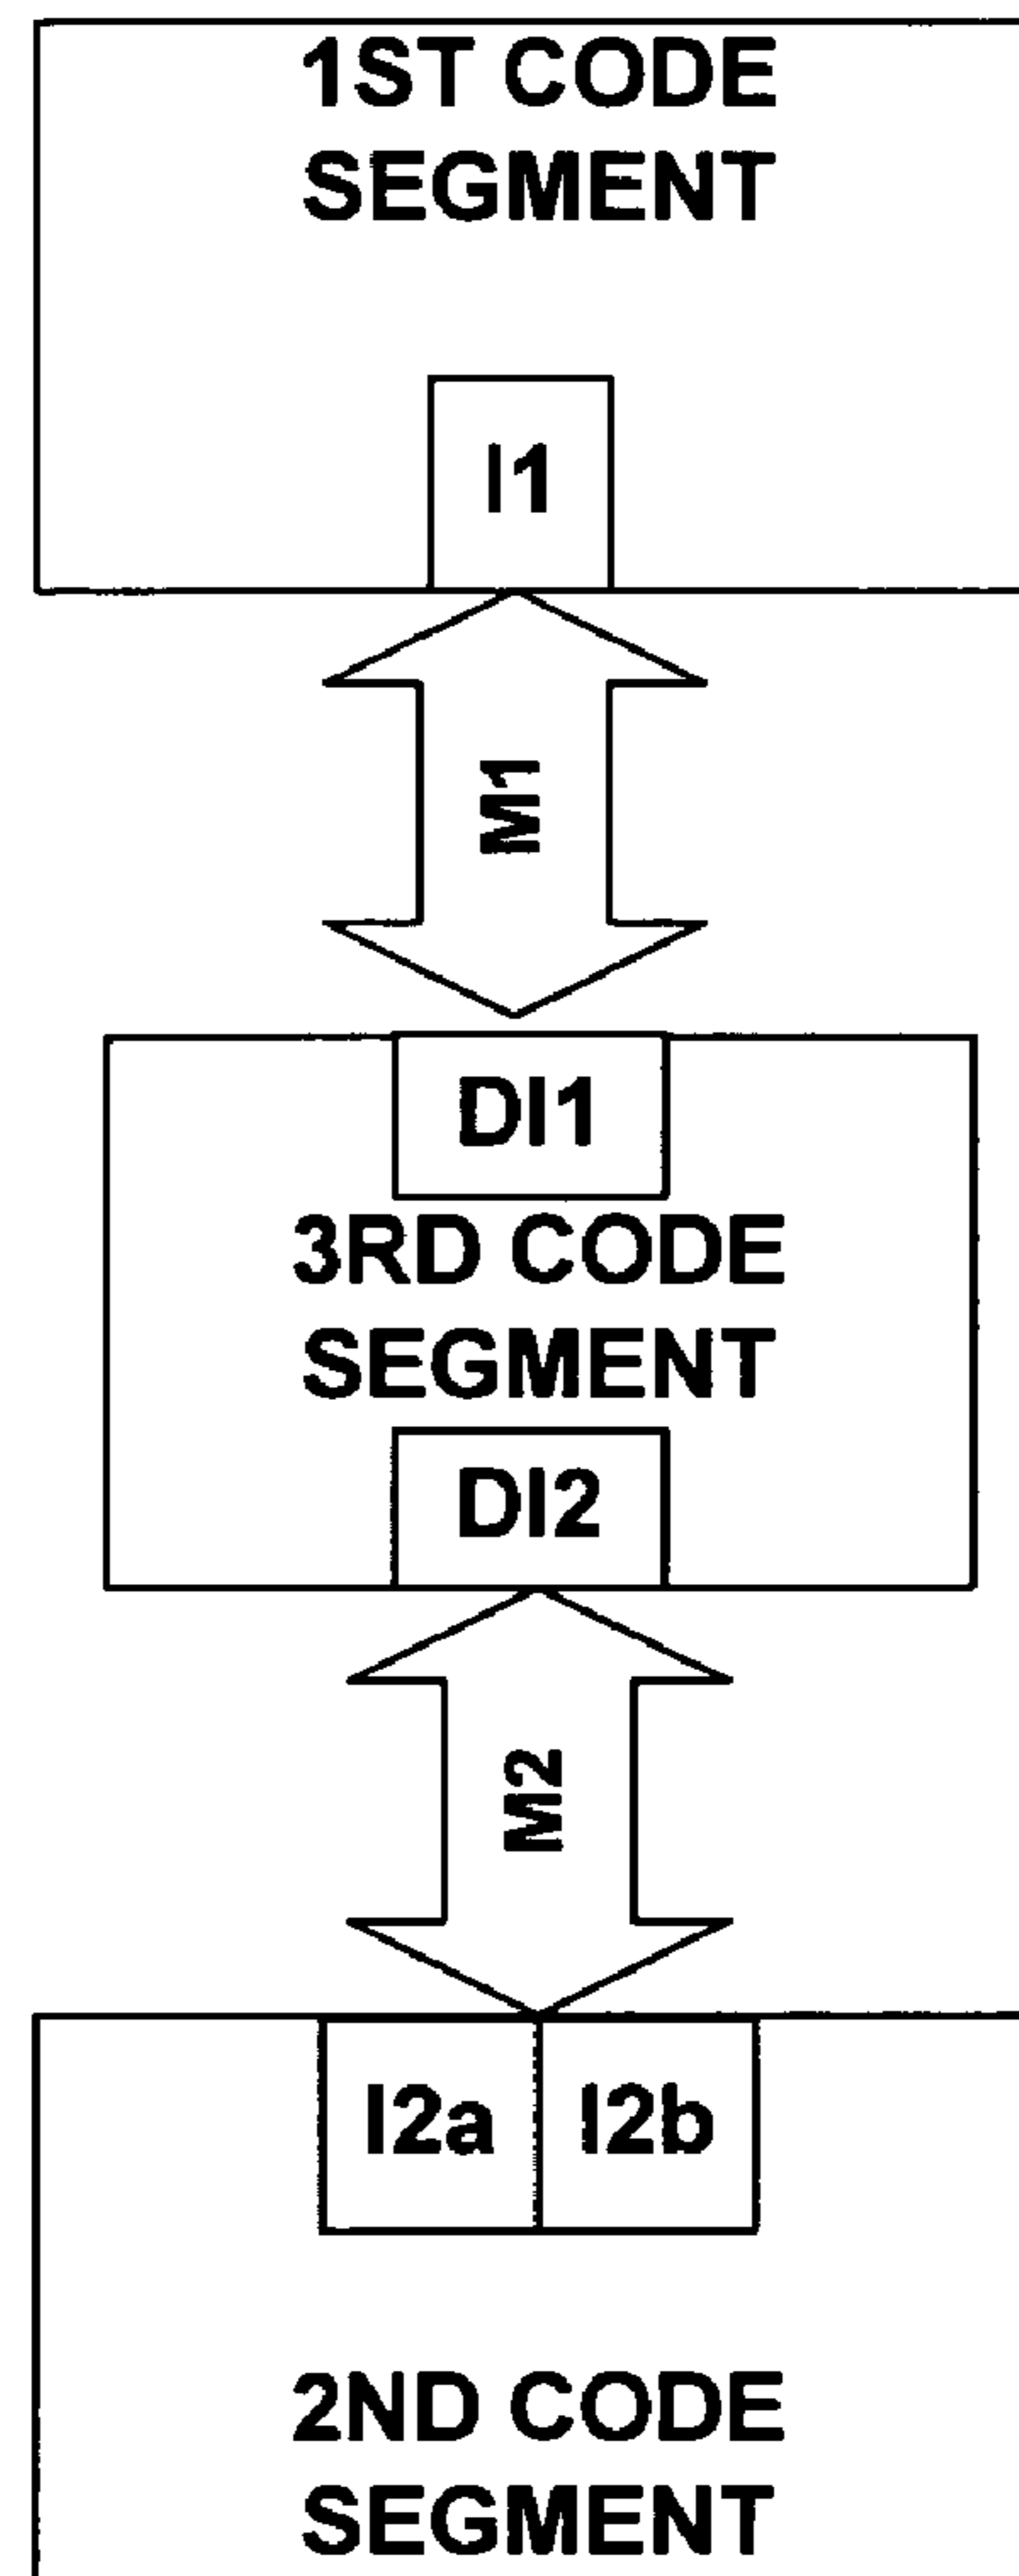 1ST CODE
SEGMENT
I1
M1
DI1
3RD CODE
SEGMENT
DI2
M2
I2a I2b
2ND CODE
SEGMENT